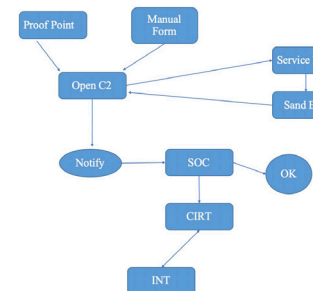 Proof Point
Manual
Form
Service
Open C2
Sand
Notify
SOC
OK
CIRT
INT